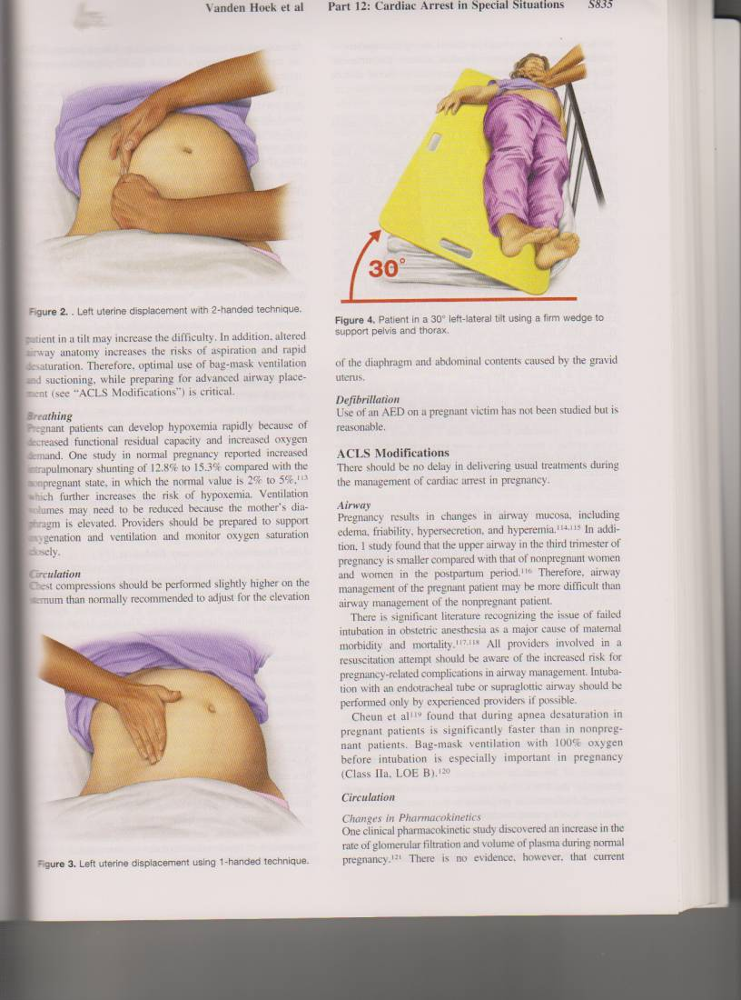 Vanden Hoek et al    Part 12: Cardiac Arrest in Special Situations    S835
Figure 2. . Left uterine displacement with 2-handed technique.
patient in a tilt may increase the difficulty. In addition, altered
airway anatomy increases the risks of aspiration and rapid
desaturation. Therefore, optimal use of bag-mask ventilation
and suctioning, while preparing for advanced airway place-
ment (see “ACLS Modifications”) is critical.
Breathing
Pregnant patients can develop hypoxemia rapidly because of
decreased functional residual capacity and increased oxygen
demand. One study in normal pregnancy reported increased
intrapulmonary shunting of 12.8% to 15.3% compared with the
nonpregnant state, in which the normal value is 2% to 5%,113
which further increases the risk of hypoxemia. Ventilation
volumes may need to be reduced because the mother's dia-
phragm is elevated. Providers should be prepared to support
oxygenation and ventilation and monitor oxygen saturation
closely.
Circulation
Chest compressions should be performed slightly higher on the
sternum than normally recommended to adjust for the elevation
Figure 3. Left uterine displacement using 1-handed technique.
30°
Figure 4. Patient in a 30° left-lateral tilt using a firm wedge to
support pelvis and thorax.
of the diaphragm and abdominal contents caused by the gravid
uterus.
Defibrillation
Use of an AED on a pregnant victim has not been studied but is
reasonable.
ACLS Modifications
There should be no delay in delivering usual treatments during
the management of cardiac arrest in pregnancy.
Airway
Pregnancy results in changes in airway mucosa, including
edema, friability, hypersecretion, and hyperemia.114,115 In addi-
tion, 1 study found that the upper airway in the third trimester of
pregnancy is smaller compared with that of nonpregnant women
and women in the postpartum period.116 Therefore, airway
management of the pregnant patient may be more difficult than
airway management of the nonpregnant patient.
There is significant literature recognizing the issue of failed
intubation in obstetric anesthesia as a major cause of maternal
morbidity and mortality.117,118 All providers involved in a
resuscitation attempt should be aware of the increased risk for
pregnancy-related complications in airway management. Intuba-
tion with an endotracheal tube or supraglottic airway should be
performed only by experienced providers if possible.
Cheun et al119 found that during apnea desaturation in
pregnant patients is significantly faster than in nonpreg-
nant patients. Bag-mask ventilation with 100% oxygen
before intubation is especially important in pregnancy
(Class IIa, LOE B).120
Circulation
Changes in Pharmacokinetics
One clinical pharmacokinetic study discovered an increase in the
rate of glomerular filtration and volume of plasma during normal
pregnancy.121 There is no evidence, however, that current